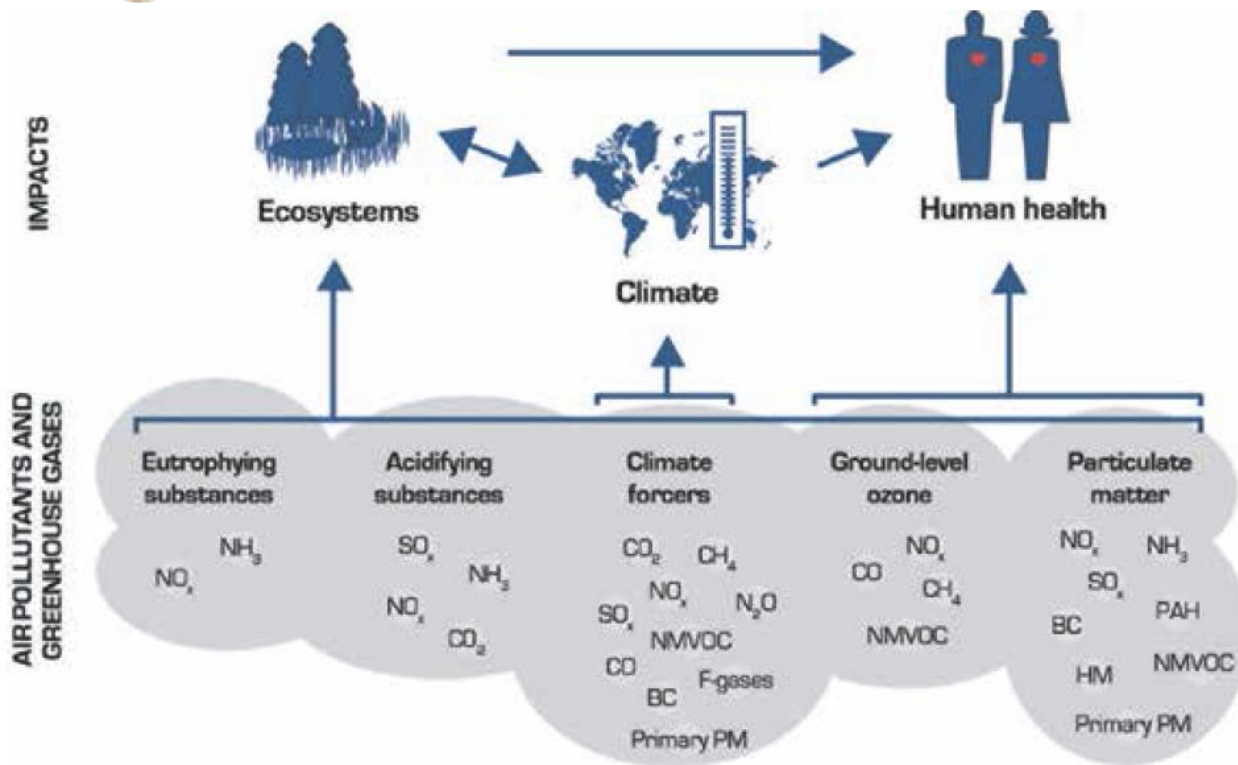 IMPACTS
Ecosystems
Climate
Human health
AIR POLLUTANTS AND
GREENHOUSE GASES
Eutrophying
substances
NH₃
NOₓ
Acidifying
substances
SOₓ
NH₃
NOₓ
CO₂
Climate
forcers
CO₂
CH₄
NOₓ
N₂O
SOₓ
NMVOC
CO
F-gases
BC
Primary PM
Ground-level
ozone
NOₓ
CO
CH₄
NMVOC
Particulate
matter
NOₓ
NH₃
SOₓ
PAH
BC
NMVOC
HM
Primary PM